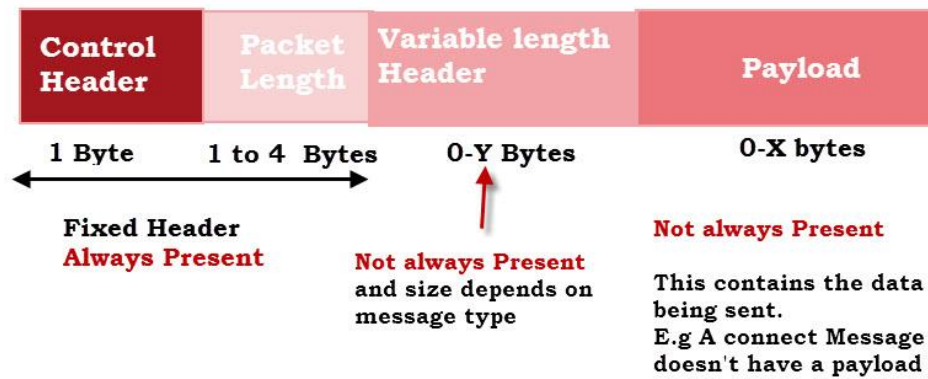 Control
Header
Packet
Length
Variable length
Header
Payload
1 Byte
1 to 4 Bytes
0-Y Bytes
0-X bytes
Fixed Header
Always Present
Not always Present
and size depends on
message type
Not always Present
This contains the data
being sent.
E.g A connect Message
doesn't have a payload